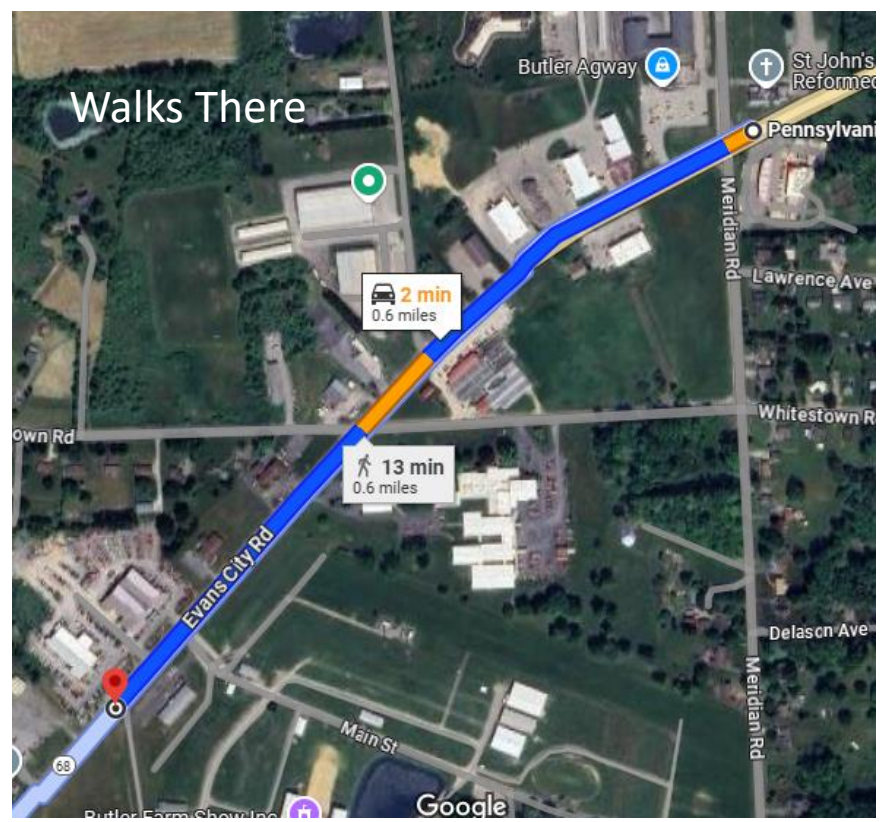 Walks There
Butler Agway
St John's
Reformed
Pennsylvani
Meridian Rd
Lawrence Ave
2 min
0.6 miles
Whitestown R
own Rd
13 min
0.6 miles
Evans City Rd
Delason Ave
Meridian Rd
Main St
68
Butler Farm Show Inc
Google